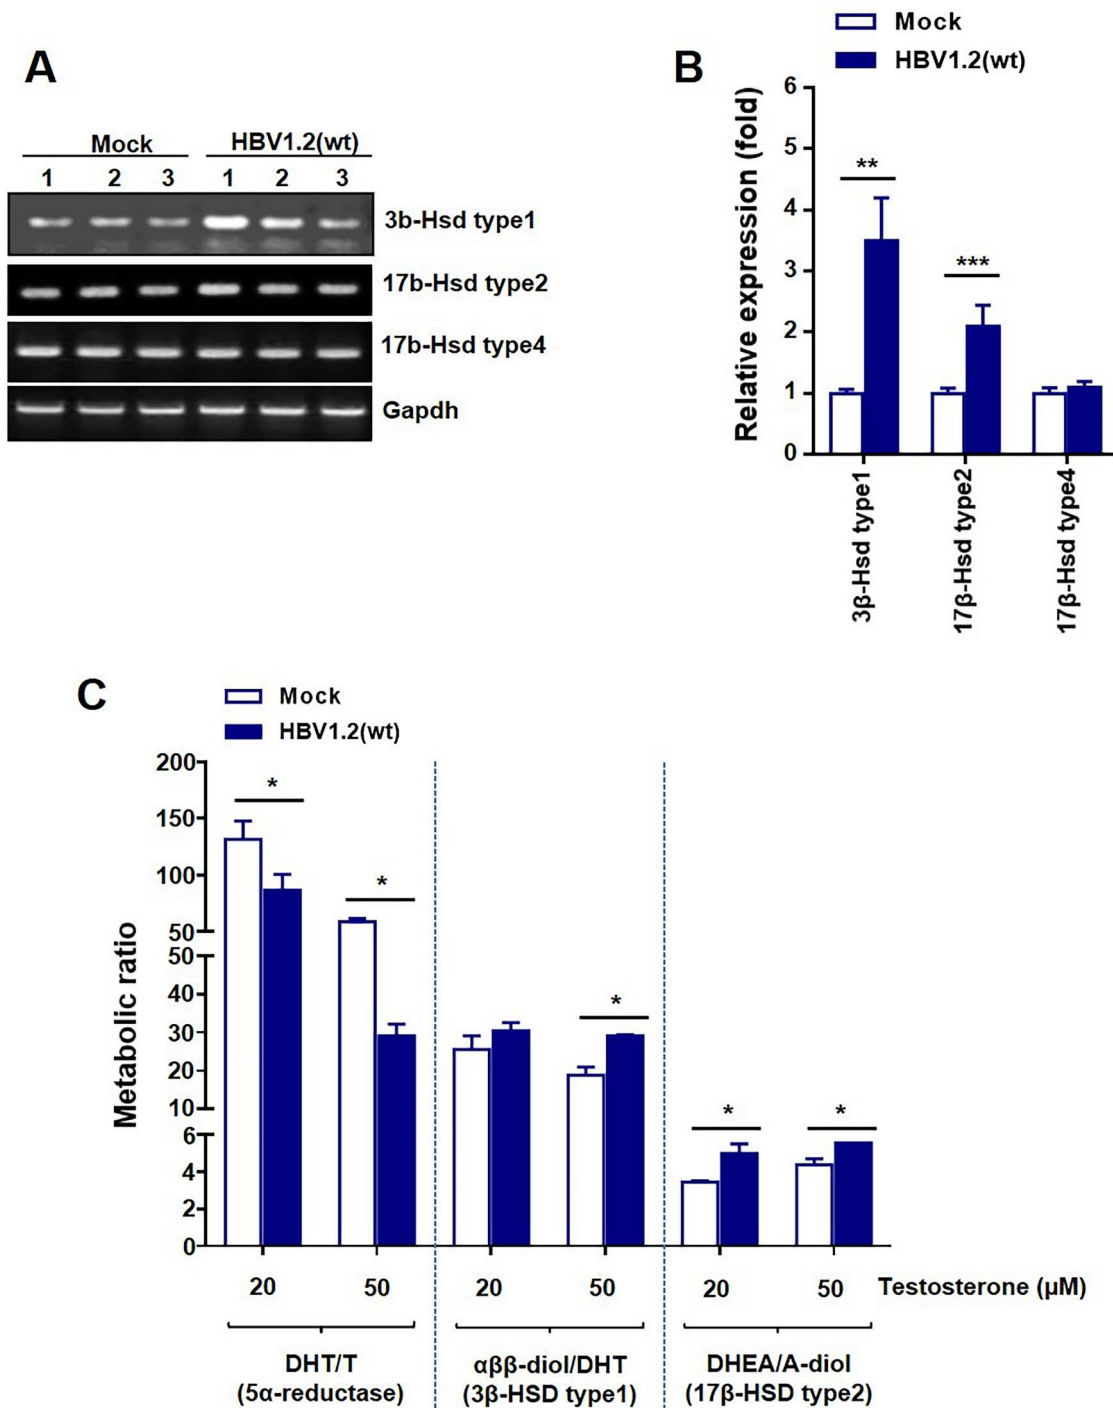 A
Mock HBV1.2(wt)
1 2 3 1 2 3
3b-Hsd type1
17b-Hsd type2
17b-Hsd type4
Gapdh
B
Mock
HBV1.2(wt)
Relative expression (fold)
6
5
4
3
2
1
0
**
***
3β-Hsd type1
17β-Hsd type2
17β-Hsd type4
C
Mock
HBV1.2(wt)
Metabolic ratio
200
150
100
50
50
40
30
20
10
6
4
2
0
*
*
*
*
*
20 50 20 50 20 50 Testosterone (µM)
DHT/T
(5α-reductase)
αββ-diol/DHT
(3β-HSD type1)
DHEA/A-diol
(17β-HSD type2)